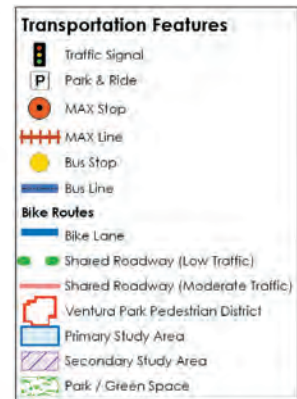 Transportation Features
Traffic Signal
P Park & Ride
MAX Stop
MAX Line
Bus Stop
Bus Line
Bike Routes
Bike Lane
Shared Roadway (Low Traffic)
Shared Roadway (Moderate Traffic)
Ventura Park Pedestrian District
Primary Study Area
Secondary Study Area
Park / Green Space